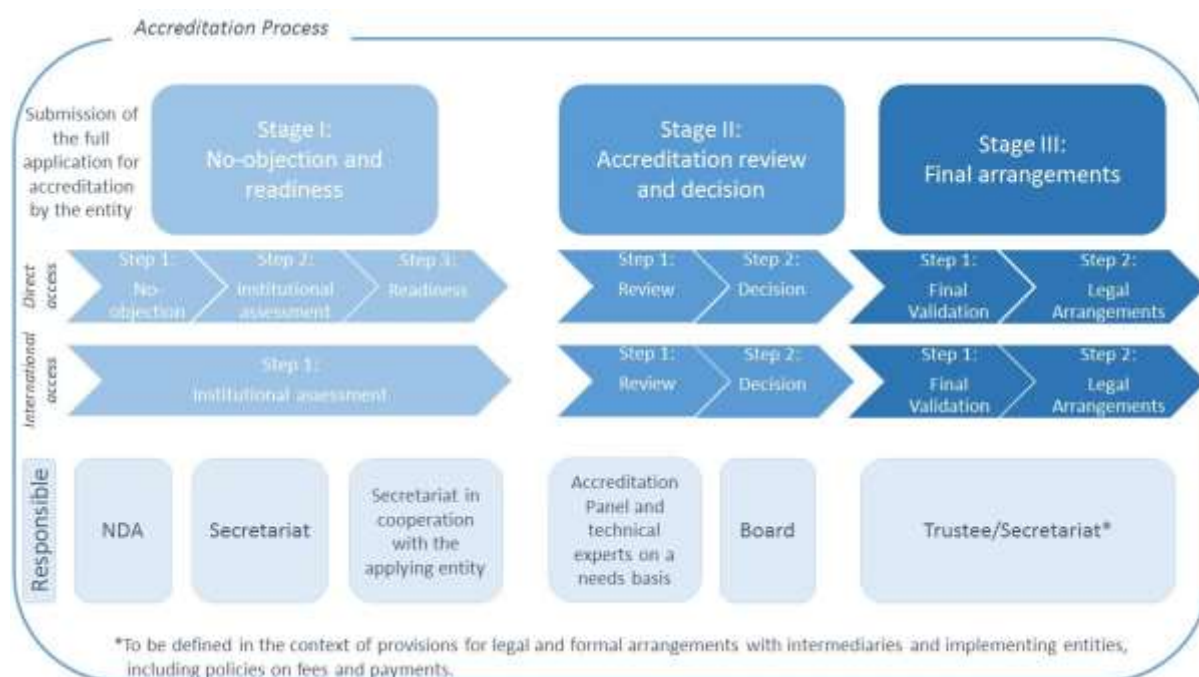 Accreditation Process
Submission of
the full
application for
accreditation
by the entity
Stage I:
No-objection and
readiness
Stage II:
Accreditation review
and decision
Stage III:
Final arrangements
Direct
access
Step 1:
No-
objection
Step 2:
Institutional
assessment
Step 3:
Readiness
Step 1:
Review
Step 2:
Decision
Step 1:
Final
Validation
Step 2:
Legal
Arrangements
International
access
Step 1:
Institutional assessment
Step 1:
Review
Step 2:
Decision
Step 1:
Final
Validation
Step 2:
Legal
Arrangements
Responsible
NDA
Secretariat
Secretariat in
cooperation
with the
applying entity
Accreditation
Panel and
technical
experts on a
needs basis
Board
Trustee/Secretariat*
*To be defined in the context of provisions for legal and formal arrangements with intermediaries and implementing entities,
including policies on fees and payments.